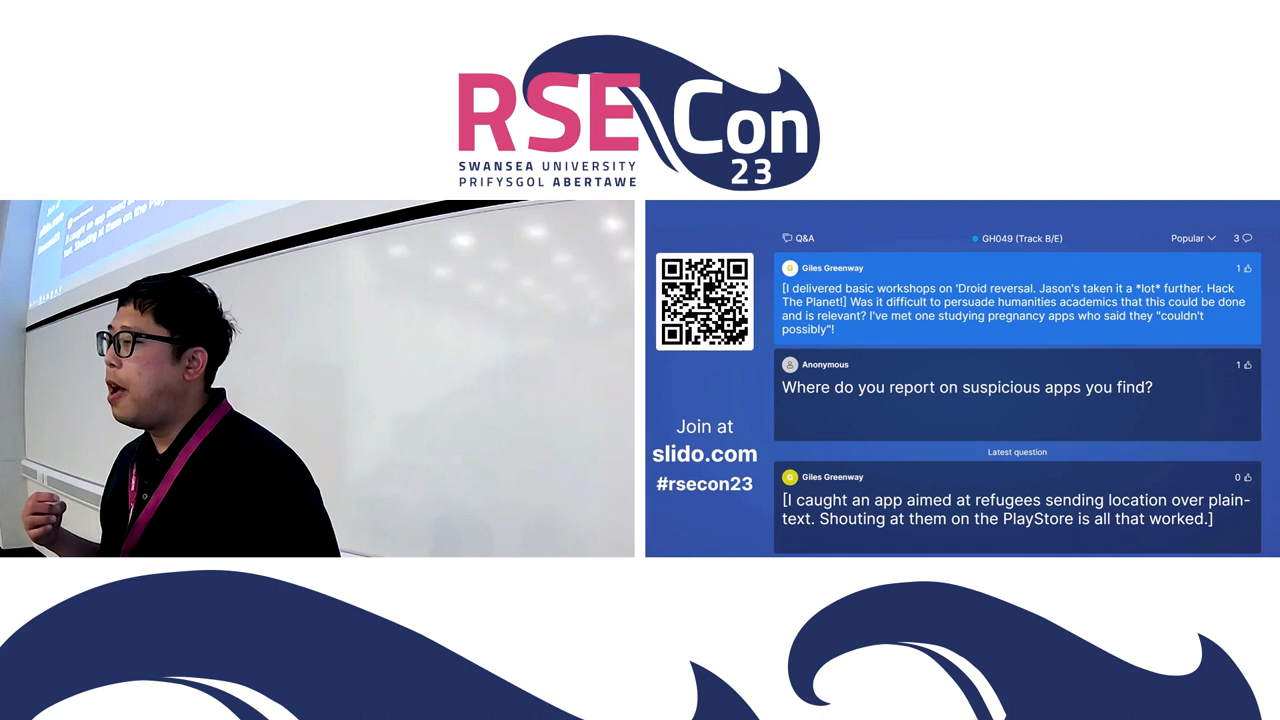 RSE Con
23
SWANSEA UNIVERSITY
PRIFYSGOL ABERTAWE
Q&A
GH049 (Track B/E)
Popular
3
Join at
slido.com
#rsecon23
Giles Greenway
1
[I delivered basic workshops on 'Droid reversal. Jason's taken it a *lot* further. Hack
The Planet!] Was it difficult to persuade humanities academics that this could be done
and is relevant? I've met one studying pregnancy apps who said they "couldn't
possibly"!
Anonymous
1
Where do you report on suspicious apps you find?
Latest question
Giles Greenway
0
[I caught an app aimed at refugees sending location over plain-
text. Shouting at them on the PlayStore is all that worked.]